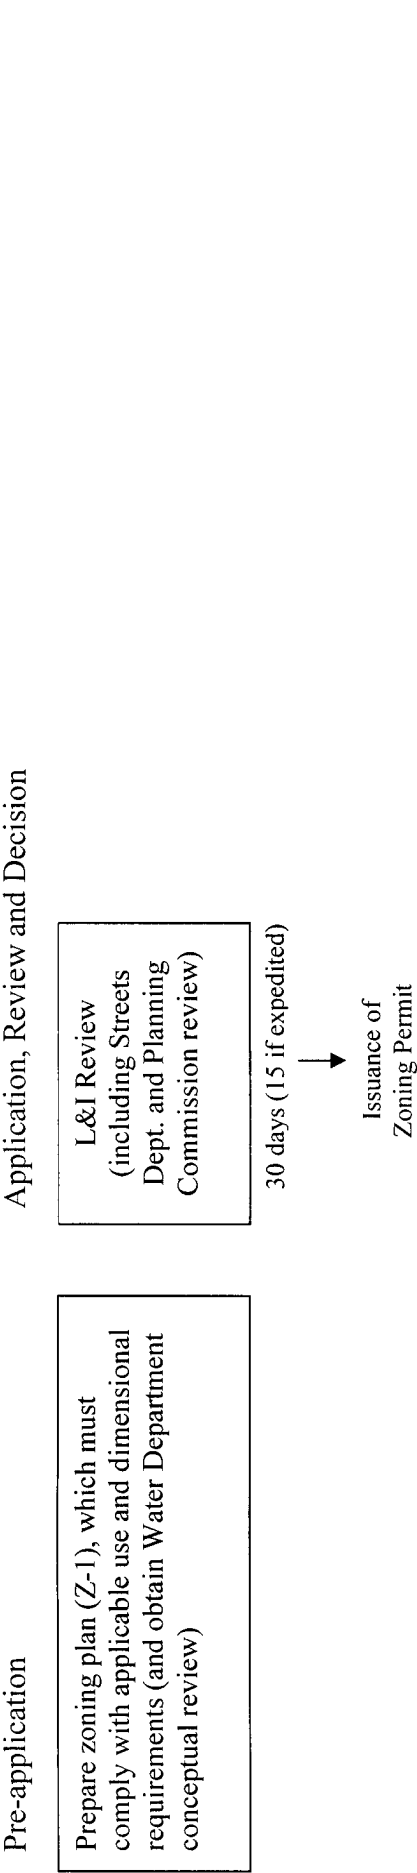 Pre-application
Prepare zoning plan (Z-1), which must
comply with applicable use and dimensional
requirements (and obtain Water Department
conceptual review)
Application, Review and Decision
L&I Review
(including Streets
Dept. and Planning
Commission review)
30 days (15 if expedited)
Issuance of
Zoning Permit